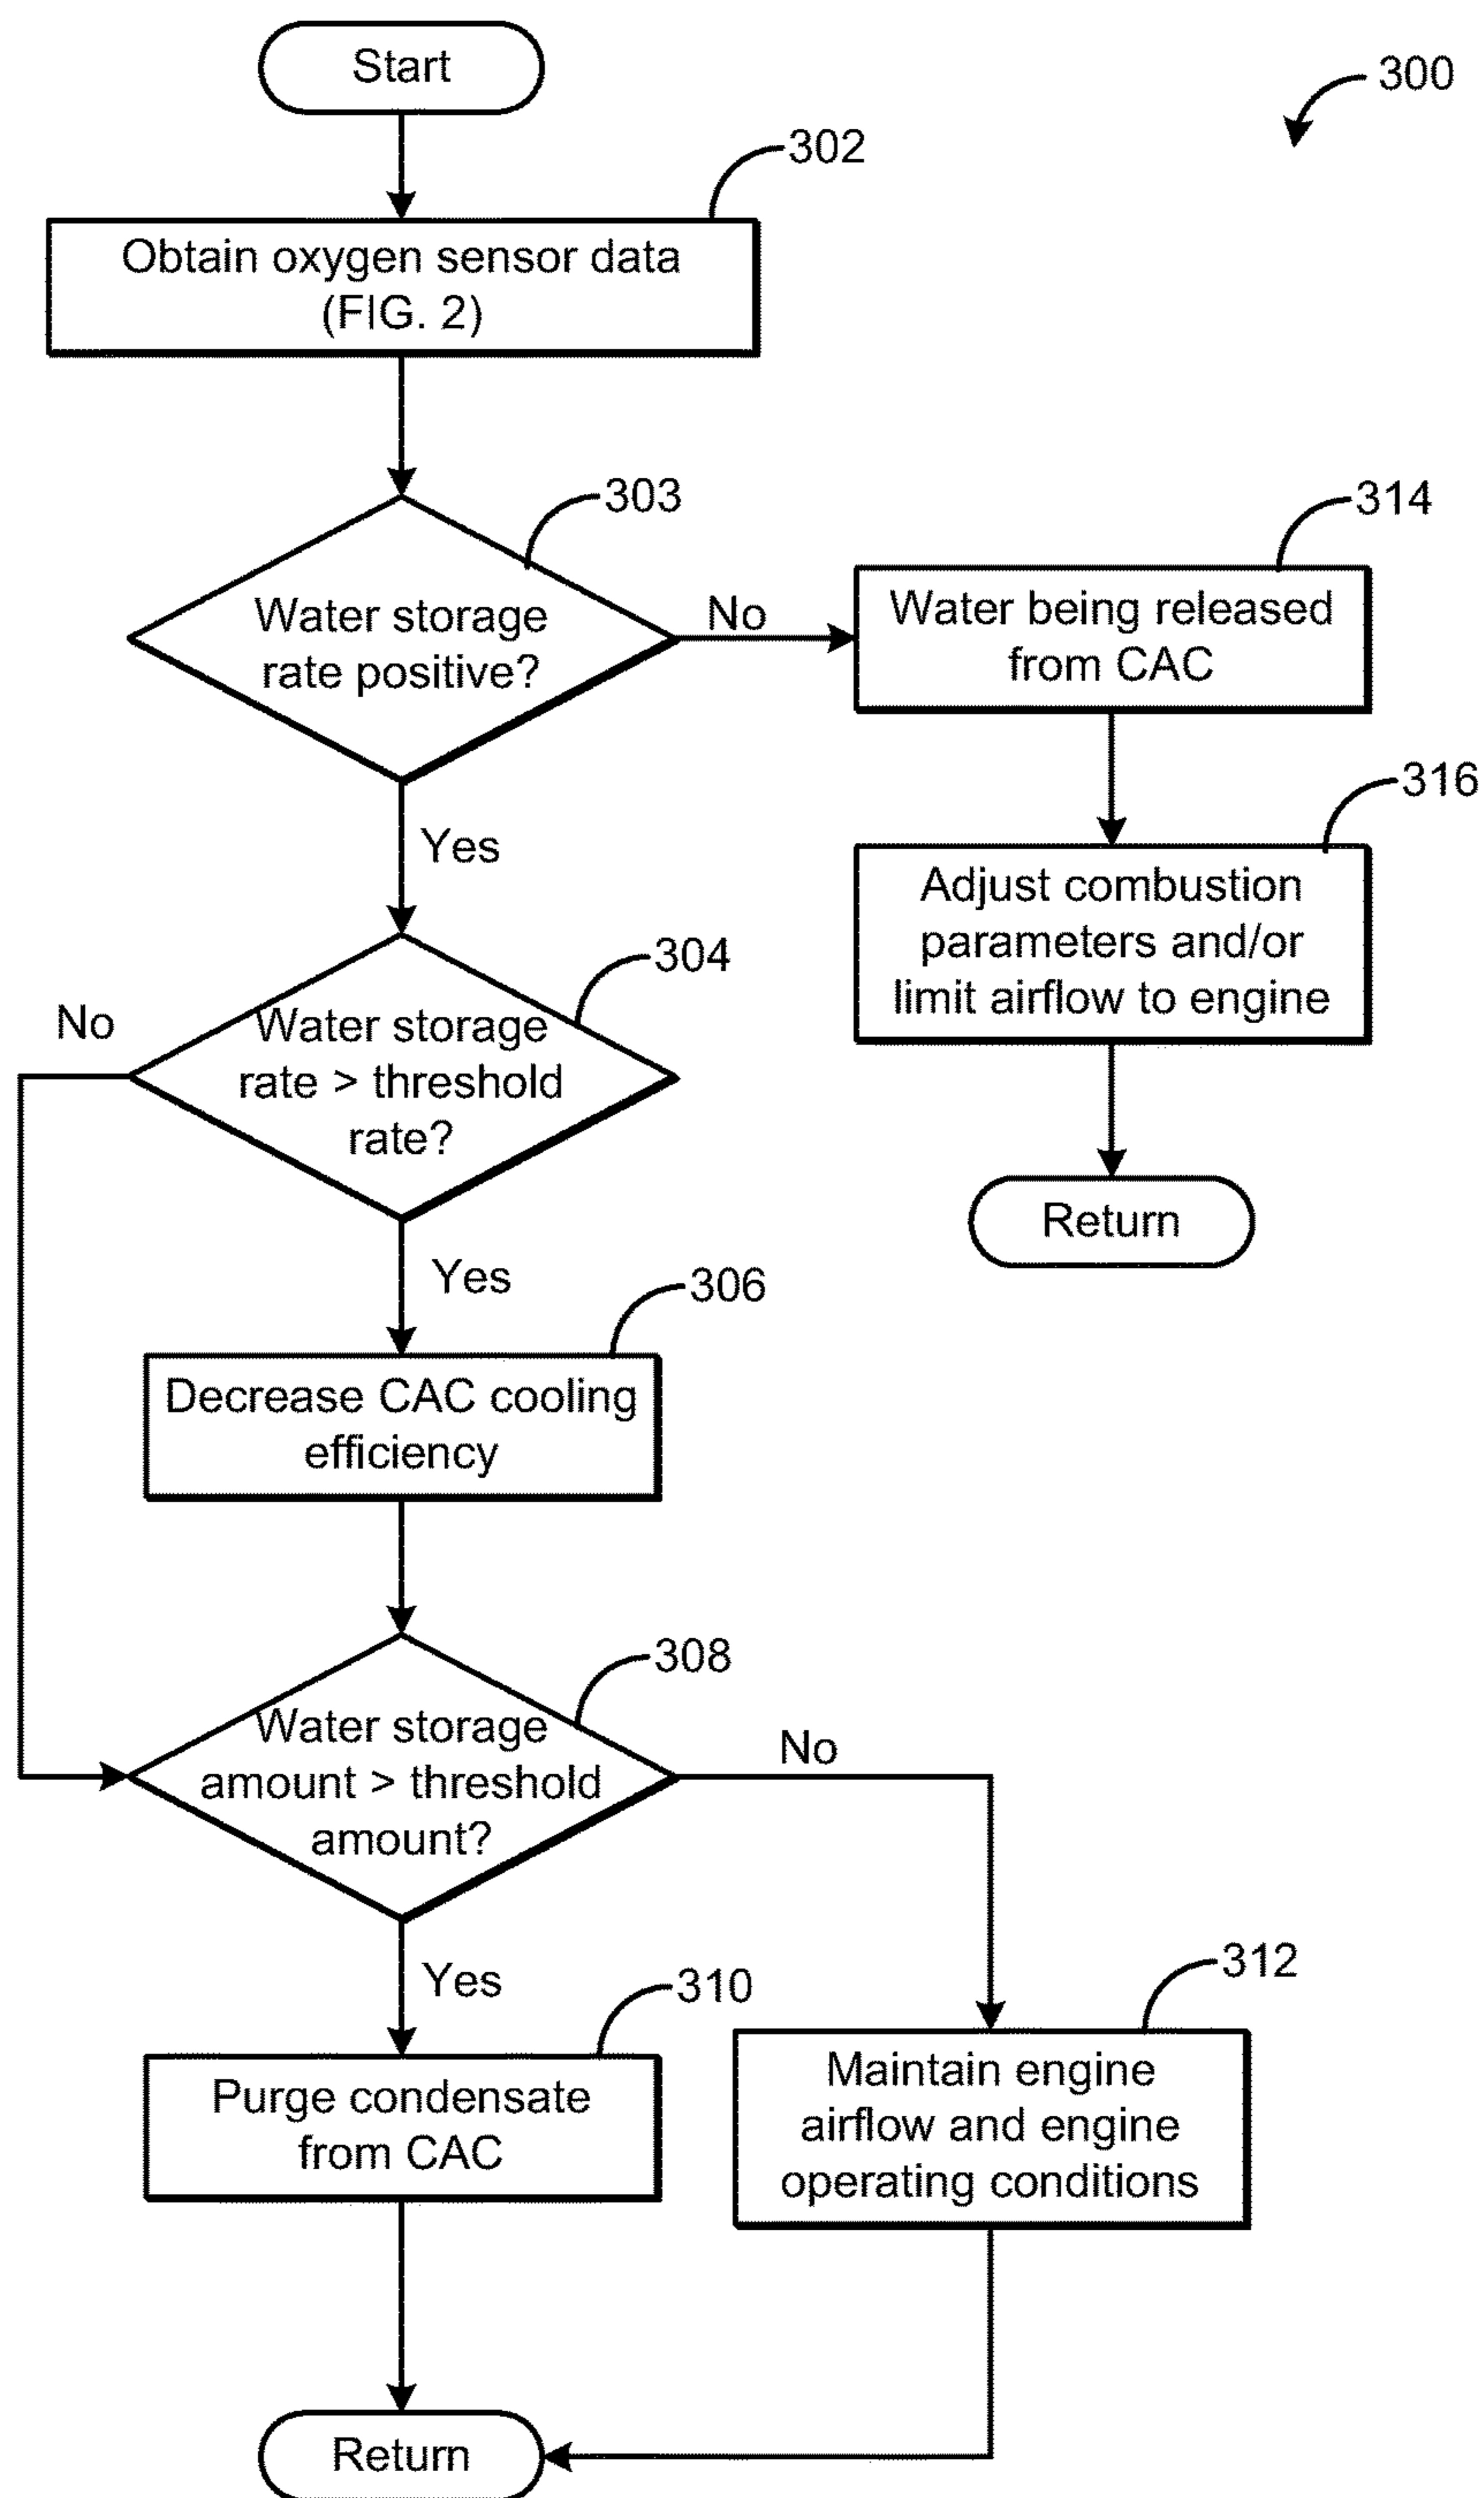 Start
300
302
Obtain oxygen sensor data
(FIG. 2)
303
Water storage
rate positive?
No
314
Water being released
from CAC
316
Adjust combustion
parameters and/or
limit airflow to engine
Return
Yes
304
Water storage
rate > threshold
rate?
No
Yes
306
Decrease CAC cooling
efficiency
308
Water storage
amount > threshold
amount?
No
Yes
310
Purge condensate
from CAC
312
Maintain engine
airflow and engine
operating conditions
Return